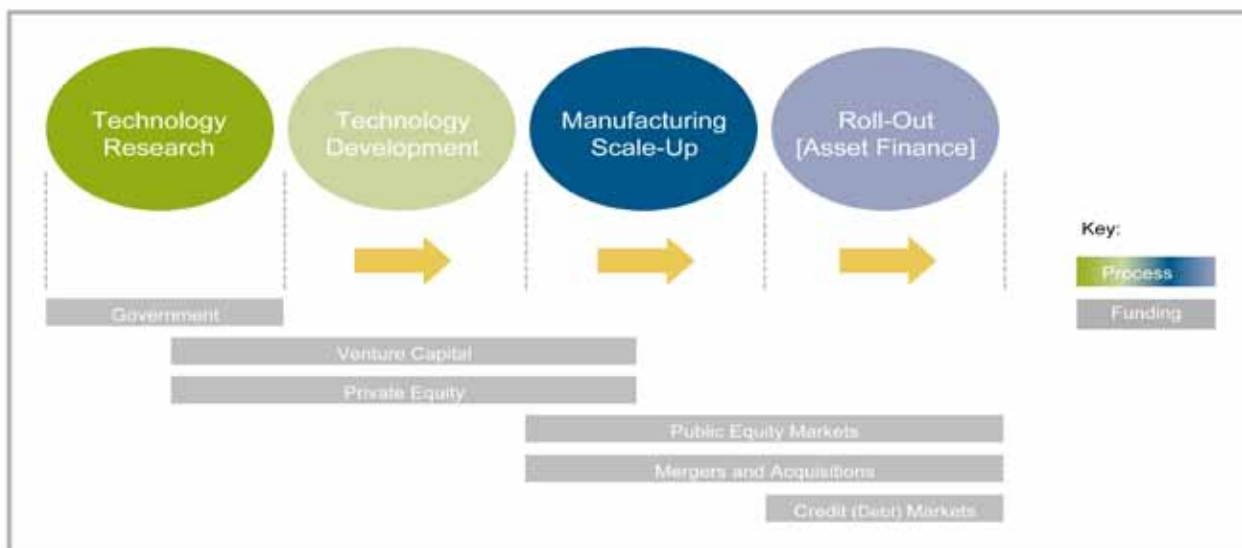 Technology
Research
Technology
Development
Manufacturing
Scale-Up
Roll-Out
[Asset Finance]
Key:
Process
Funding
Government
Venture Capital
Private Equity
Public Equity Markets
Mergers and Acquisitions
Credit (Debt) Markets